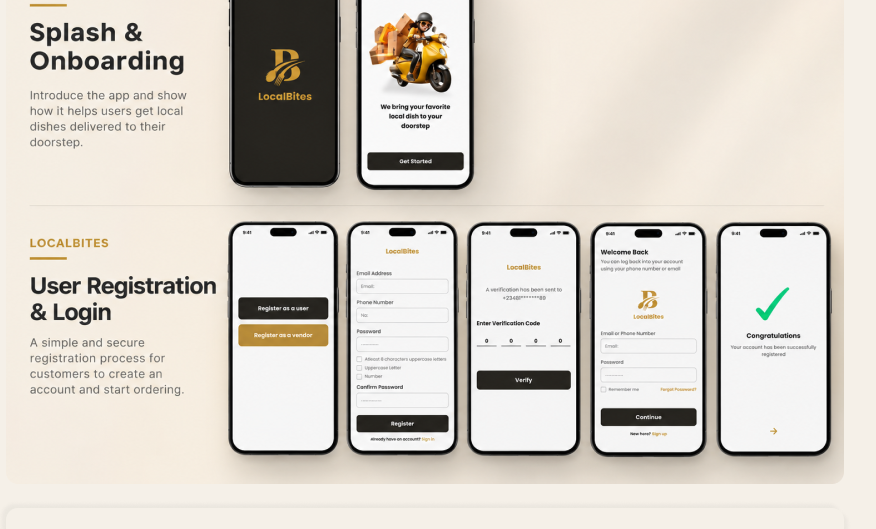 Splash &
Onboarding
Introduce the app and show
how it helps users get local
dishes delivered to their
doorstep.
LocalBites
We bring your favorite
local dish to your
doorstep
Get Started
LOCALBITES
User Registration
& Login
A simple and secure
registration process for
customers to create an
account and start ordering.
9:41
Register as a user
Register as a vendor
9:41
LocalBites
Email Address
Email
Phone Number
No:
Password
Atleast 8 characters uppercase letters
Uppercase Letter
Number
Confirm Password
Register
Already have an account? Sign in
9:41
LocalBites
A verification has been sent to
Enter Verification Code
0 0 0 0
Verify
9:41
Welcome Back
You can log back into your account
using your phone number or email
LocalBites
Email or Phone Number
Email
Password
Remember me Forgot Password?
Continue
New here? Sign up
9:41
Congratulations
Your account has been successfully
registered